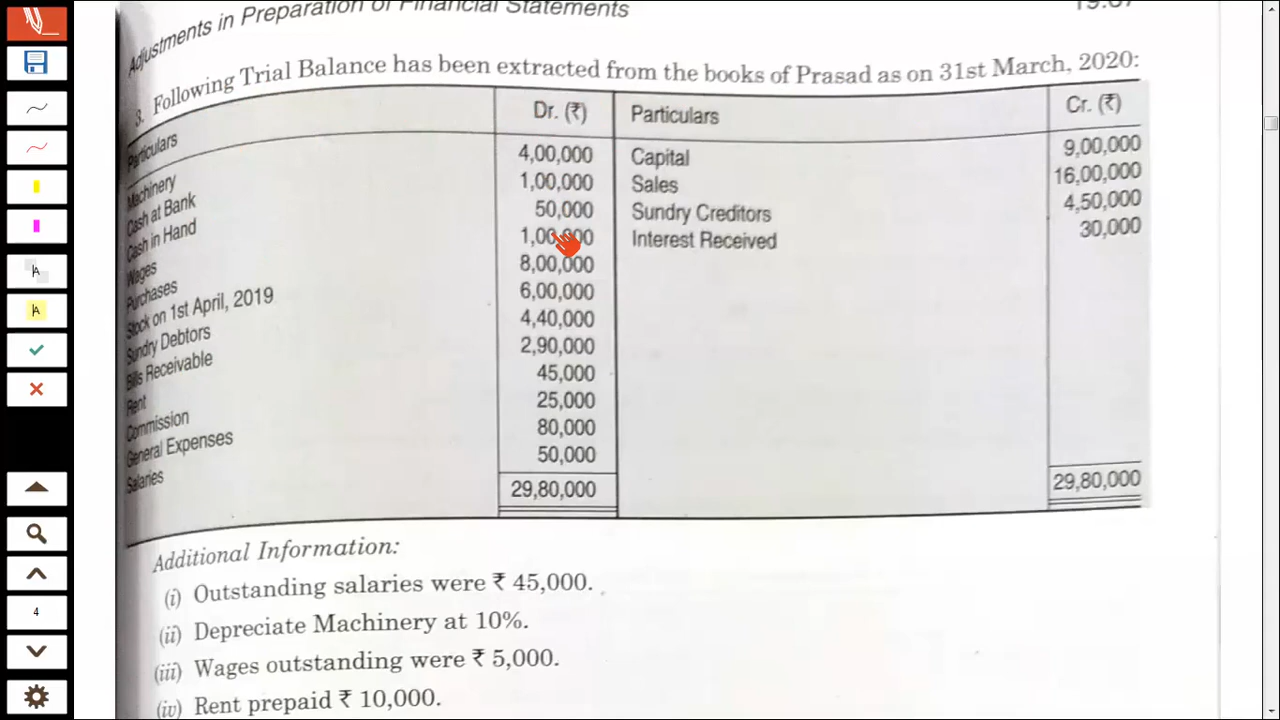 Adjustments in Preparation of Financial Statements
3. Following Trial Balance has been extracted from the books of Prasad as on 31st March, 2020:
Particulars Dr. (₹) Particulars Cr. (₹)
Machinery 4,00,000 Capital 9,00,000
Cash at Bank 1,00,000 Sales 16,00,000
Cash in Hand 50,000 Sundry Creditors 4,50,000
Wages 1,00,000 Interest Received 30,000
Purchases 8,00,000
Stock on 1st April, 2019 6,00,000
Sundry Debtors 4,40,000
Bills Receivable 2,90,000
Rent 45,000
Commission 25,000
General Expenses 80,000
Salaries 50,000
29,80,000 29,80,000
Additional Information:
(i) Outstanding salaries were ₹ 45,000.
(ii) Depreciate Machinery at 10%.
(iii) Wages outstanding were ₹ 5,000.
(iv) Rent prepaid ₹ 10,000.
A
A
4